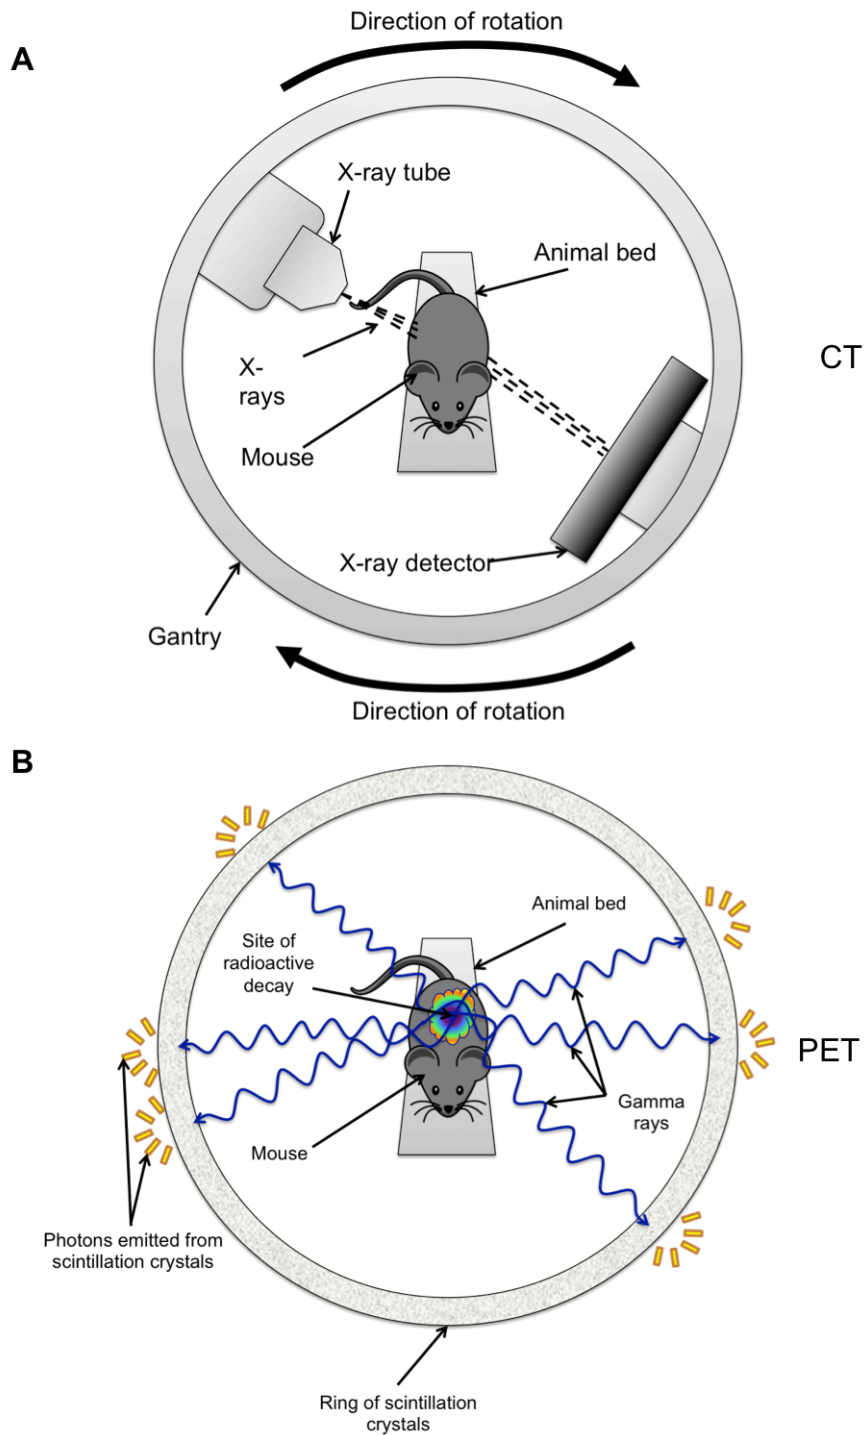 Direction of rotation
A
X-ray tube
Animal bed
X-
rays
CT
Mouse
X-ray detector
Gantry
Direction of rotation
B
Animal bed
Site of
radioactive
decay
PET
Gamma
rays
Mouse
Photons emitted from
scintillation crystals
Ring of scintillation
crystals